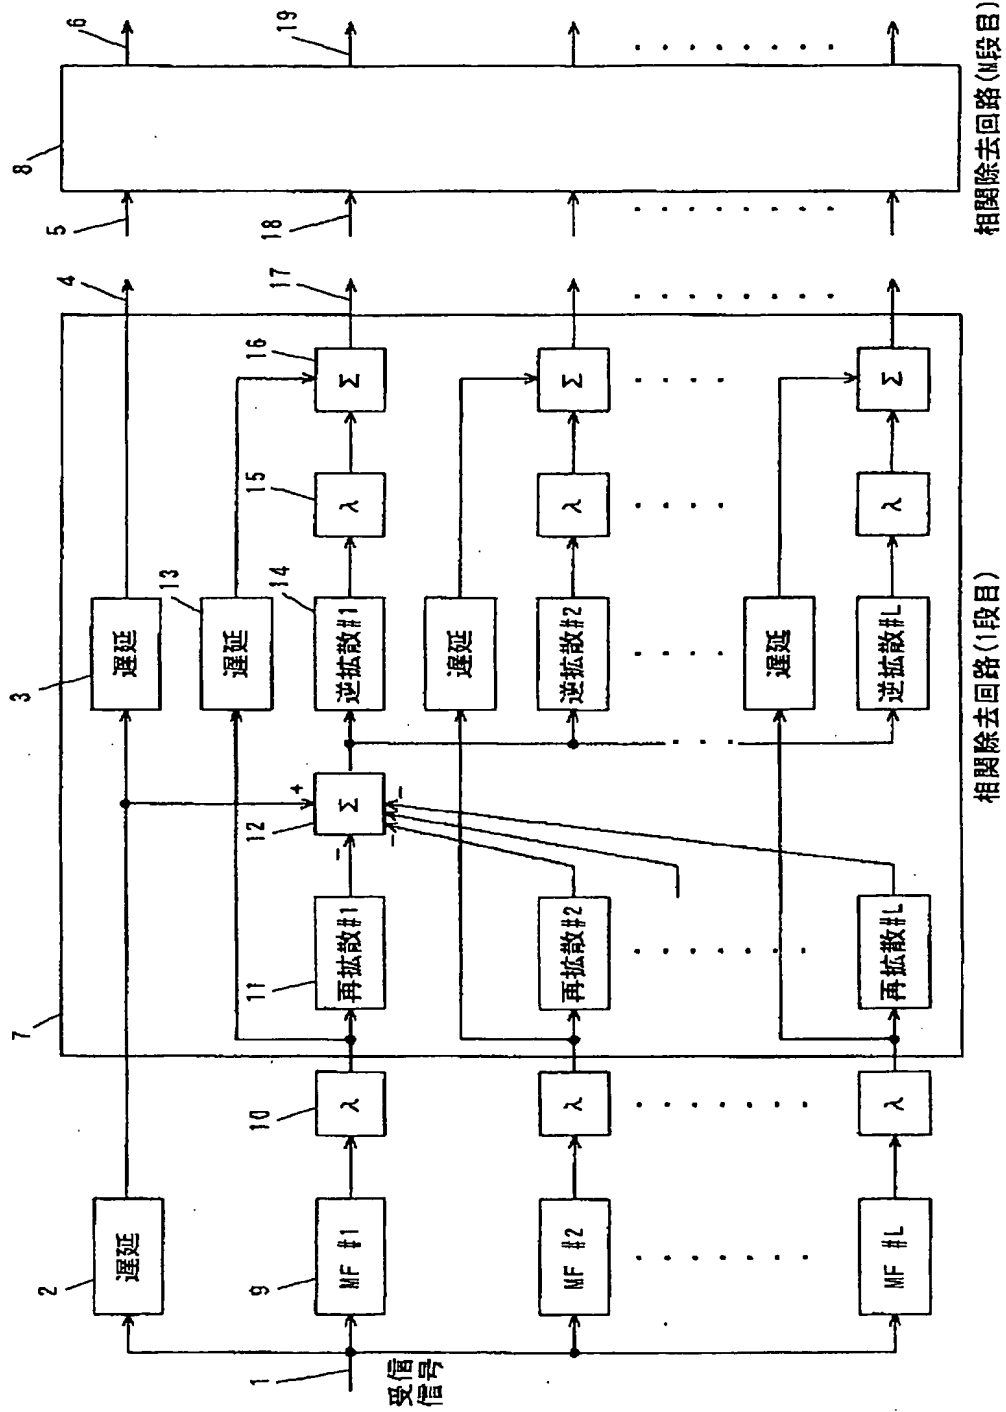 6
19
相関除去回路(N段目)
8
5
18
4
17
16
Σ
Σ
Σ
15
λ
λ
λ
3
遅延
13
遅延
14
逆拡散#1
遅延
逆拡散#2
遅延
逆拡散#L
相関除去回路(1段目)
12
Σ
+
−
−
−
7
11
再拡散#1
再拡散#2
再拡散#L
10
λ
λ
λ
2
遅延
9
MF #1
MF #2
MF #L
1
受信
信号